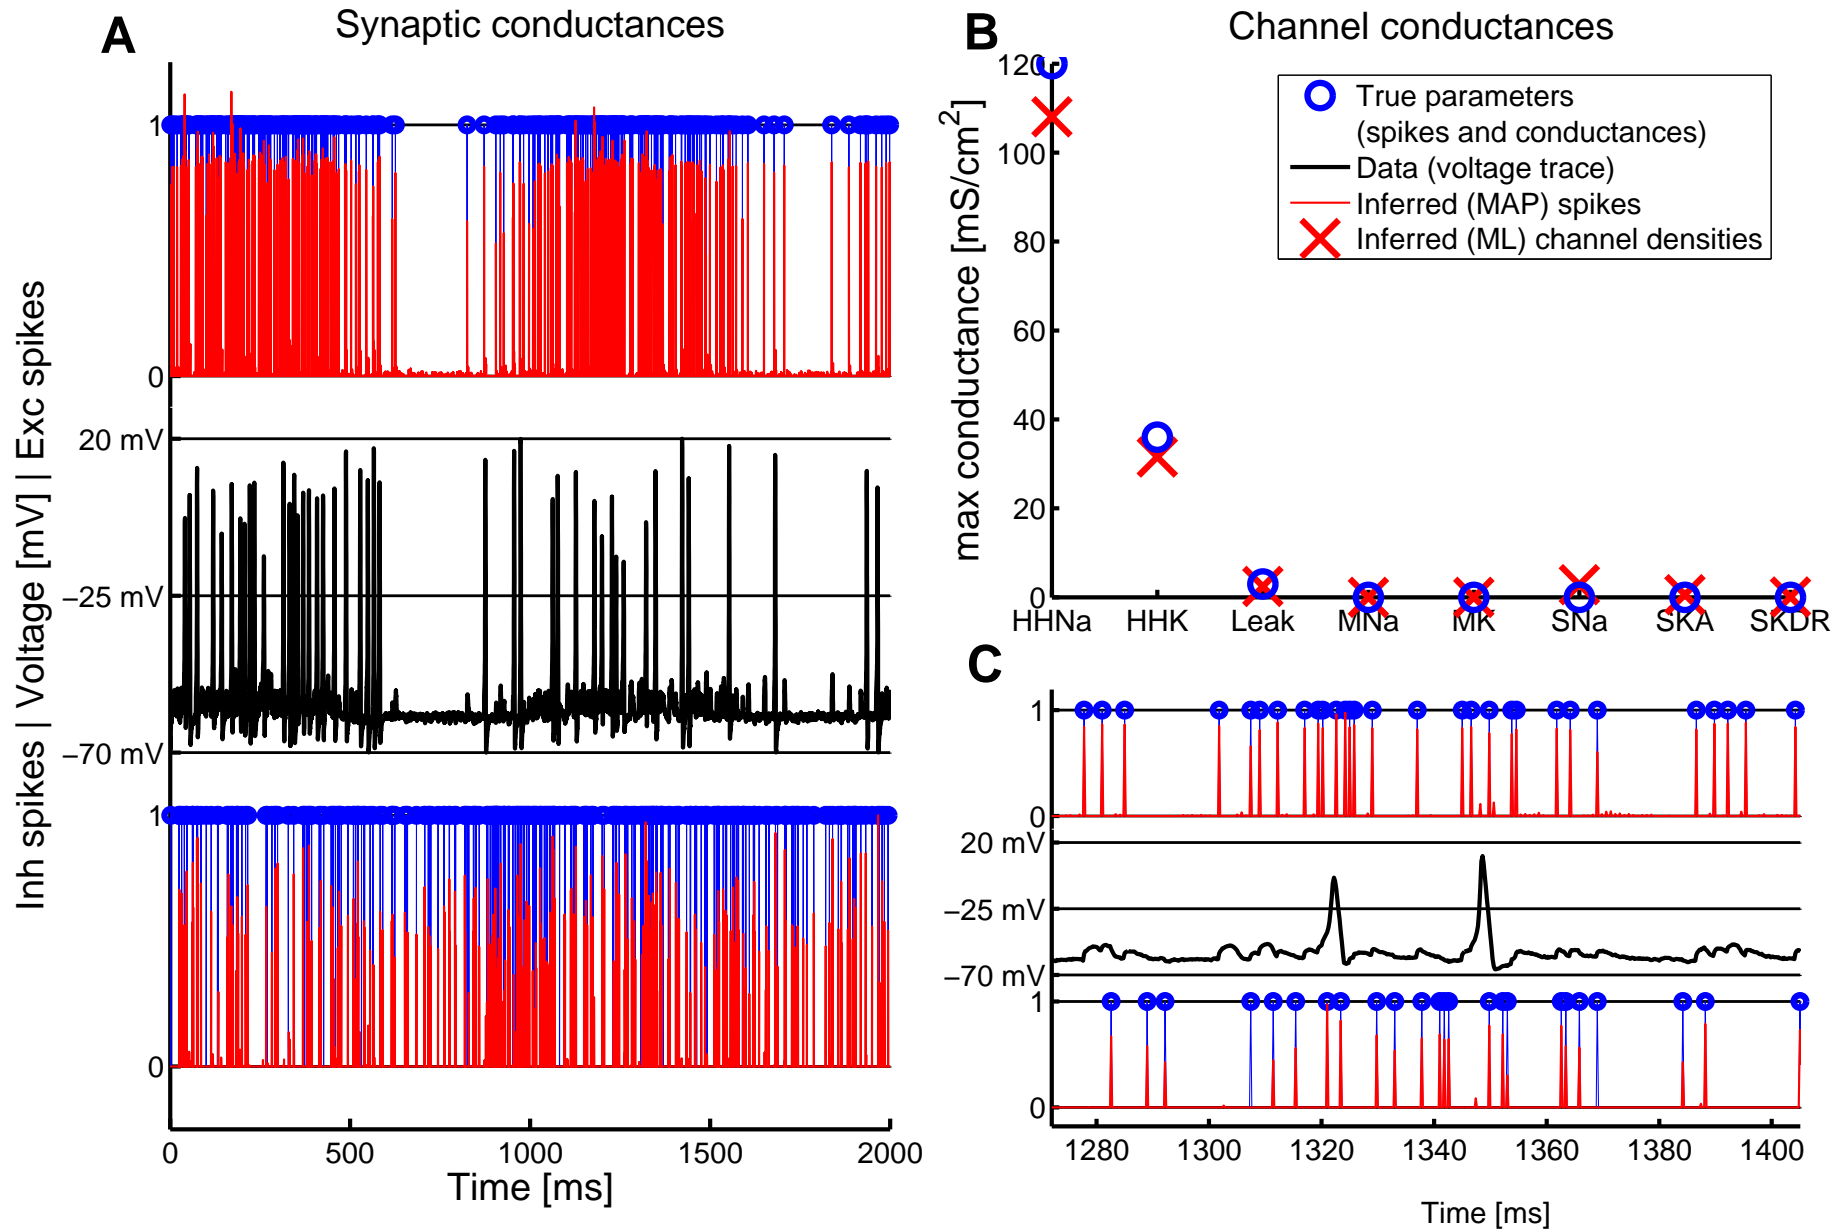 A
Synaptic conductances
Inh spikes | Voltage [mV] | Exc spikes
1
0
20 mV
−25 mV
−70 mV
1
0
0
500
1000
1500
2000
Time [ms]
B
Channel conductances
max conductance [mS/cm2]
120
100
80
60
40
20
0
HHNa
HHK
Leak
MNa
MK
SNa
SKA
SKDR
True parameters
(spikes and conductances)
Data (voltage trace)
Inferred (MAP) spikes
Inferred (ML) channel densities
C
1
0
20 mV
−25 mV
−70 mV
1
0
1280
1300
1320
1340
1360
1380
1400
Time [ms]